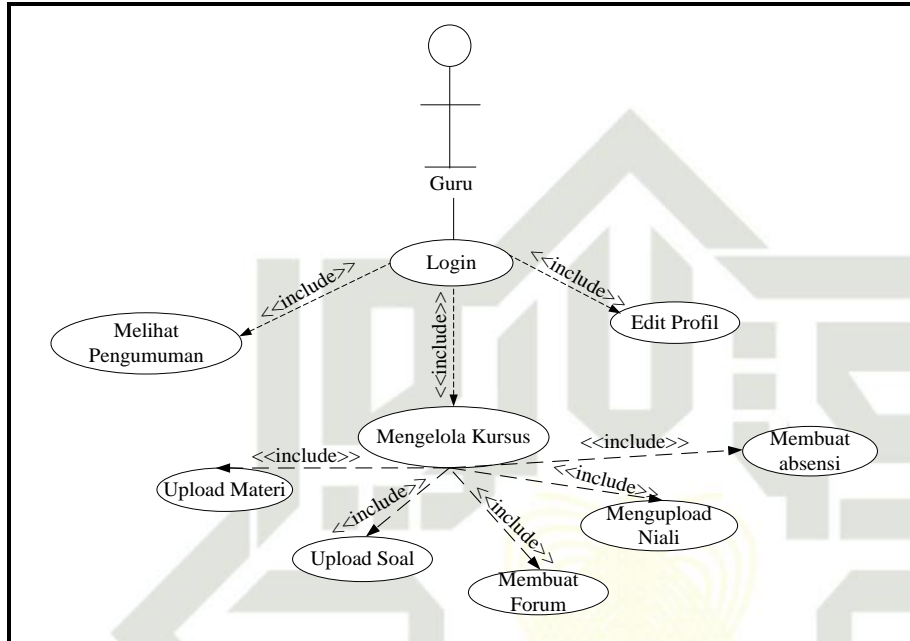 Guru
Login
<<include>>
<<include>>
<<include>>
Edit Profil
Melihat
Pengumuman
Mengelola Kursus
<<include>>
<<include>>
Membuat
absensi
Upload Materi
<<include>>
<<include>>
<<include>>
Mengupload
Niali
Upload Soal
Membuat
Forum